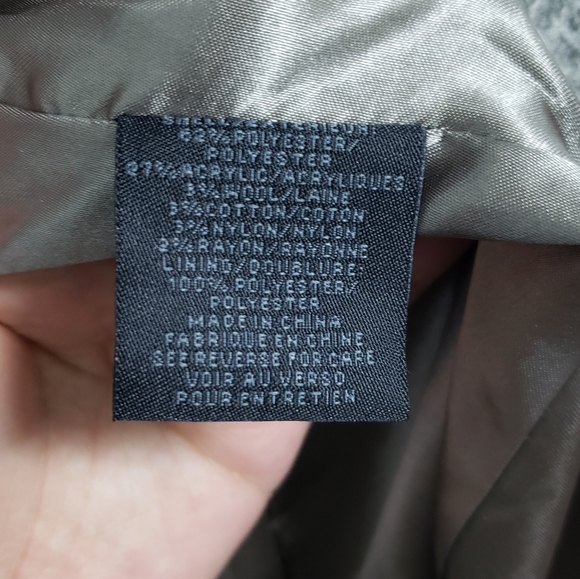 62% POLYESTER/
POLYESTER
27% ACRYLIC/ACRYLIQUES
3% WOOL/LAINE
3% COTTON/COTON
3% NYLON/NYLON
2% RAYON/RAYONNE
LINING/DOUBLURE:
100% POLYESTER/
POLYESTER
MADE IN CHINA
FABRIQUE EN CHINE
SEE REVERSE FOR CARE
VOIR AU VERSO
POUR ENTRETIEN